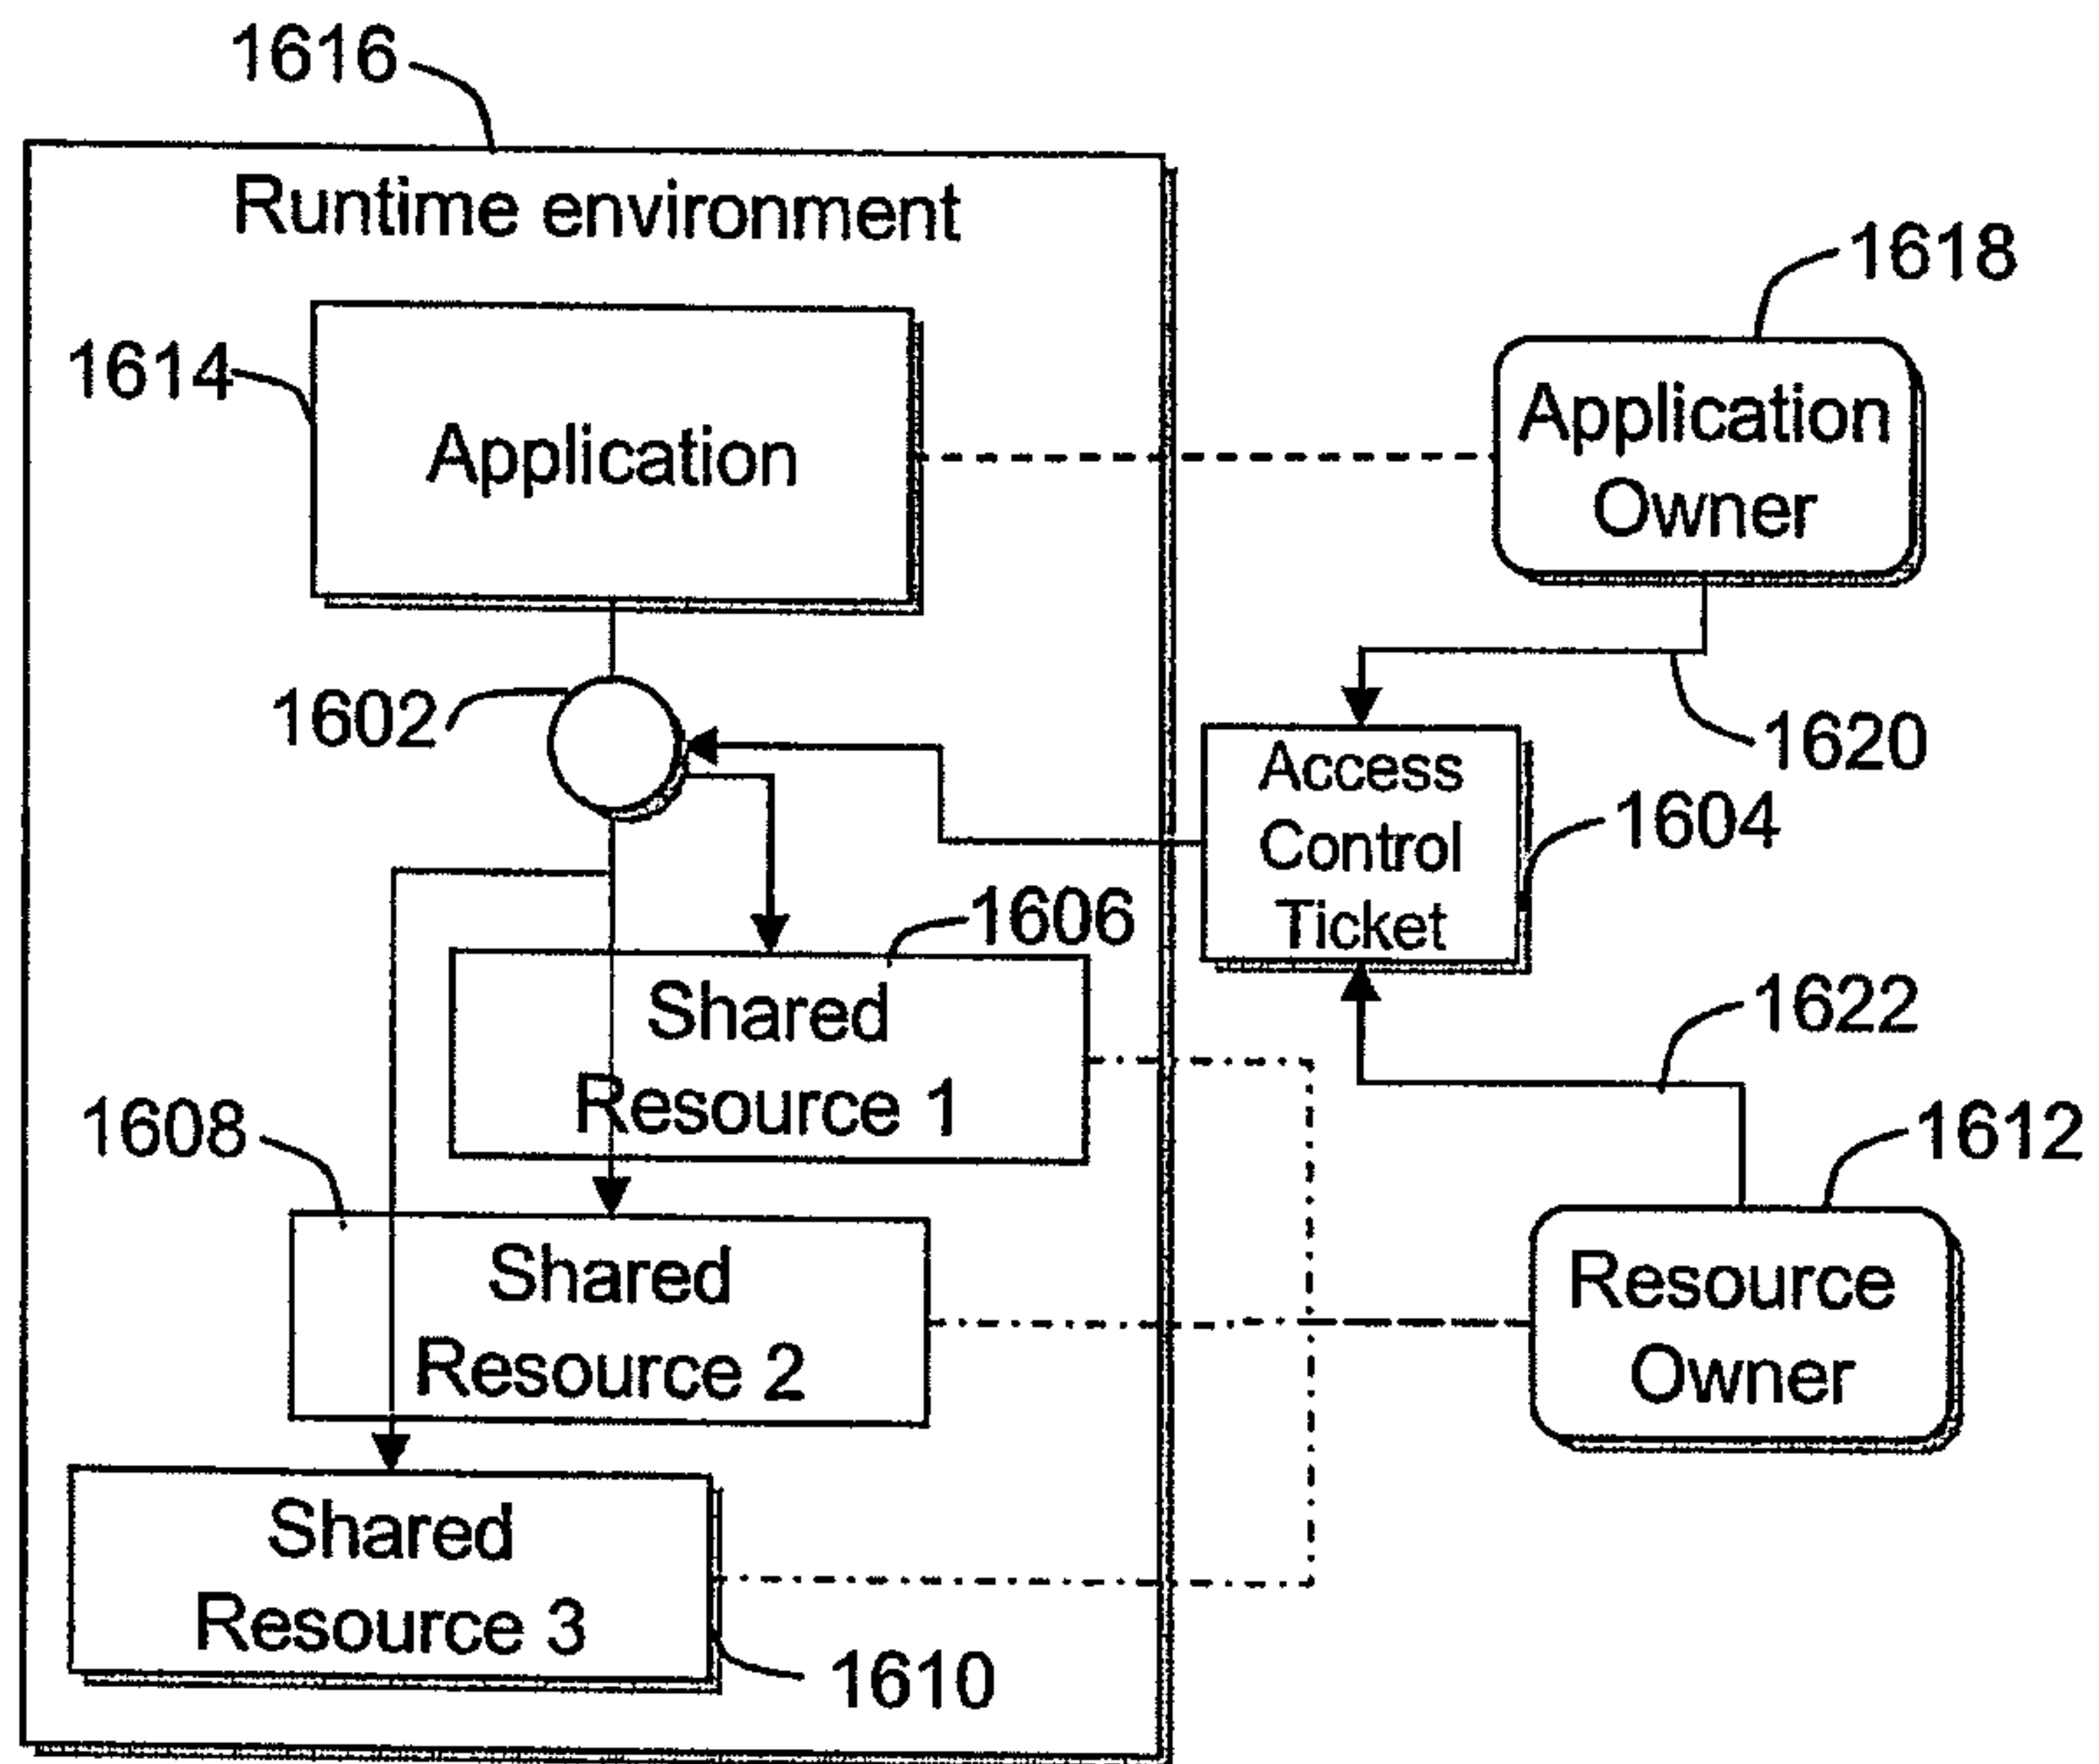 1616
Runtime environment
1618
1614
Application
Application
Owner
1602
1620
Access
Control
Ticket
1604
1606
Shared
Resource 1
1622
1608
1612
Shared
Resource 2
Resource
Owner
Shared
Resource 3
1610